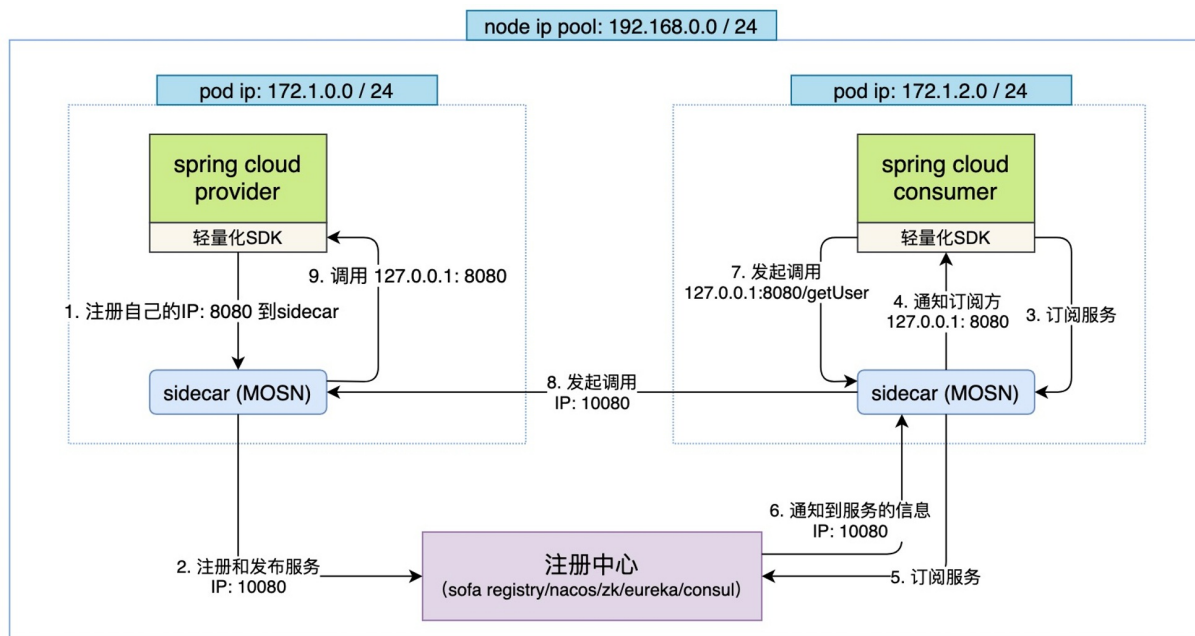 node ip pool: 192.168.0.0 / 24
pod ip: 172.1.0.0 / 24
pod ip: 172.1.2.0 / 24
spring cloud
provider
轻量化SDK
spring cloud
consumer
轻量化SDK
9. 调用 127.0.0.1: 8080
1. 注册自己的IP: 8080 到sidecar
7. 发起调用
127.0.0.1:8080/getUser
4. 通知订阅方
127.0.0.1: 8080
3. 订阅服务
sidecar (MOSN)
8. 发起调用
IP: 10080
sidecar (MOSN)
2. 注册和发布服务
IP: 10080
6. 通知到服务的信息
IP: 10080
注册中心
（sofa registry/nacos/zk/eureka/consul）
5. 订阅服务